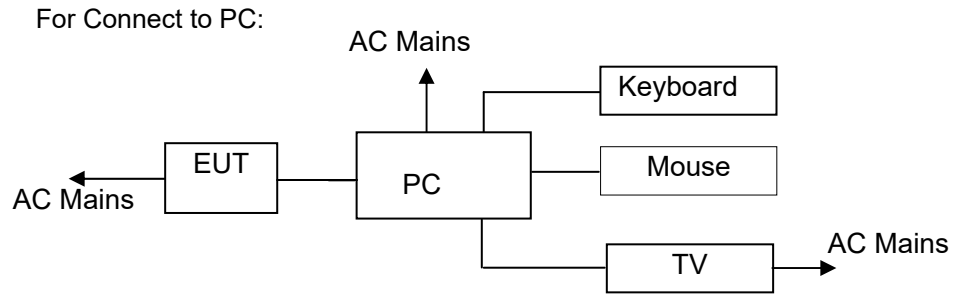 For Connect to PC:
AC Mains
Keyboard
EUT
Mouse
PC
AC Mains
AC Mains
TV